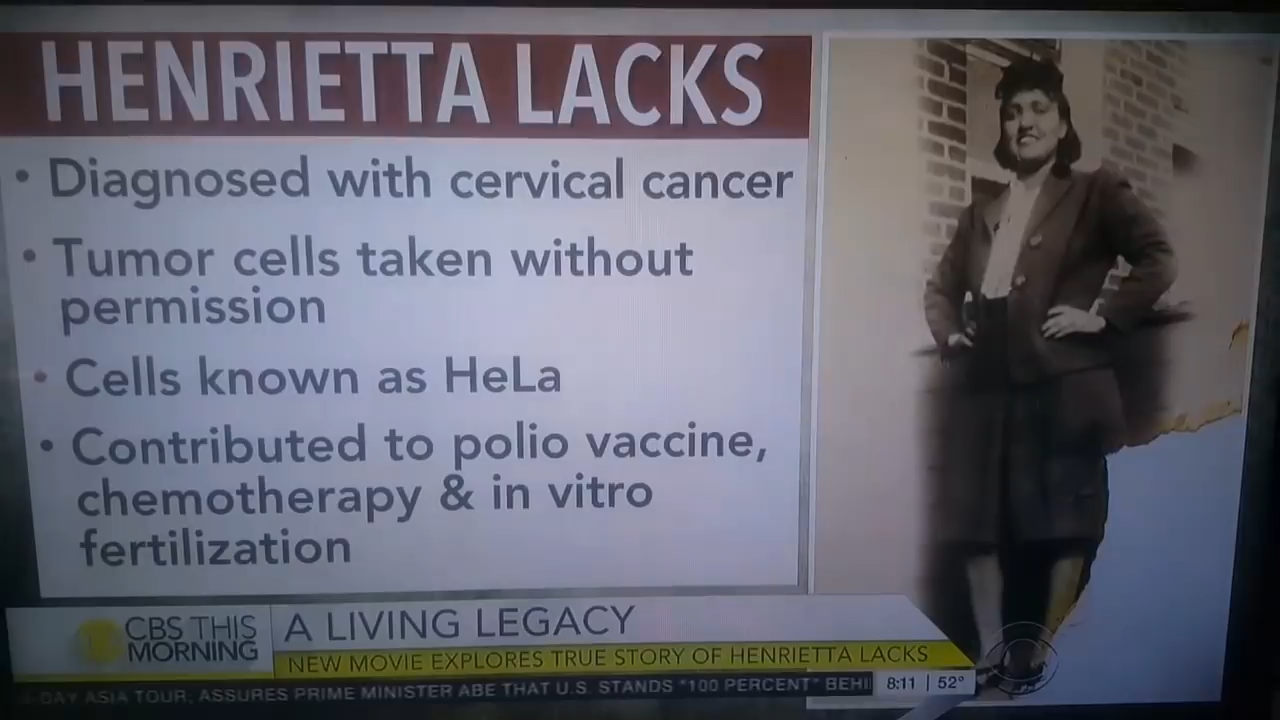 HENRIETTA LACKS
• Diagnosed with cervical cancer
• Tumor cells taken without
permission
• Cells known as HeLa
• Contributed to polio vaccine,
chemotherapy & in vitro
fertilization
CBS THIS
MORNING
A LIVING LEGACY
NEW MOVIE EXPLORES TRUE STORY OF HENRIETTA LACKS
-DAY ASIA TOUR; ASSURES PRIME MINISTER ABE THAT U.S. STANDS "100 PERCENT" BEHI
8:11 | 52°